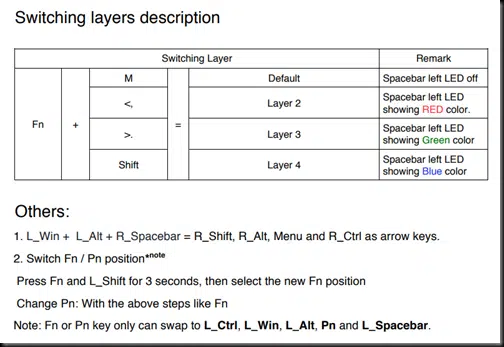 Switching layers description
Switching Layer Remark
Fn + M = Default Spacebar left LED off
<, Layer 2 Spacebar left LED
showing RED color.
>. Layer 3 Spacebar left LED
showing Green color
Shift Layer 4 Spacebar left LED
showing Blue color
Others:
1. L_Win + L_Alt + R_Spacebar = R_Shift, R_Alt, Menu and R_Ctrl as arrow keys.
2. Switch Fn / Pn position*note
Press Fn and L_Shift for 3 seconds, then select the new Fn position
Change Pn: With the above steps like Fn
Note: Fn or Pn key only can swap to L_Ctrl, L_Win, L_Alt, Pn and L_Spacebar.